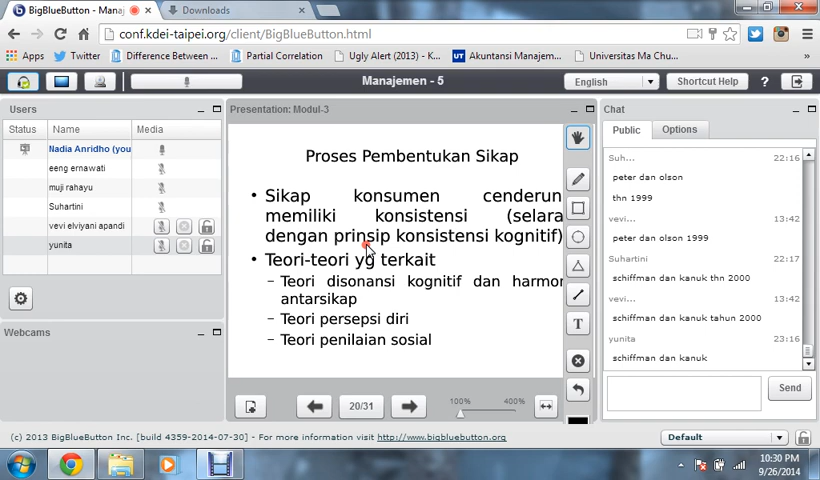 BigBlueButton - Manaj
Downloads
conf.kdei-taipei.org/client/BigBlueButton.html
Apps
Twitter
Difference Between ...
Partial Correlation
Ugly Alert (2013) - K...
UT
Akuntansi Manajem...
Universitas Ma Chu...
Manajemen - 5
English
Shortcut Help
?
Users
Status
Name
Media
Nadia Anridho (you
eeng ernawati
muji rahayu
Suhartini
vevi elviyani apandi
yunita
Webcams
Presentation: Modul-3
Proses Pembentukan Sikap
• Sikap konsumen cenderun
memiliki konsistensi (selara
dengan prinsip konsistensi kognitif)
• Teori-teori yg terkait
– Teori disonansi kognitif dan harmon
antarsikap
– Teori persepsi diri
– Teori penilaian sosial
T
20/31
100%
400%
Chat
Public
Options
Suh...
22:16
peter dan olson
thn 1999
vevi...
13:42
peter dan olson 1999
Suhartini
22:17
schiffman dan kanuk thn 2000
vevi...
13:42
schiffman dan kanuk tahun 2000
yunita
23:16
schiffman dan kanuk
Send
(c) 2013 BigBlueButton Inc. [build 4359-2014-07-30] - For more information visit http://www.bigbluebutton.org
Default
10:30 PM
9/26/2014